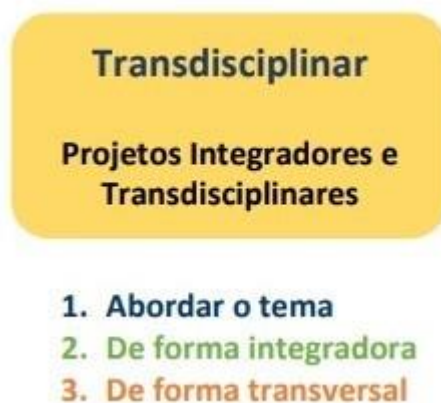 Transdisciplinar
Projetos Integradores e
Transdisciplinares
1. Abordar o tema
2. De forma integradora
3. De forma transversal